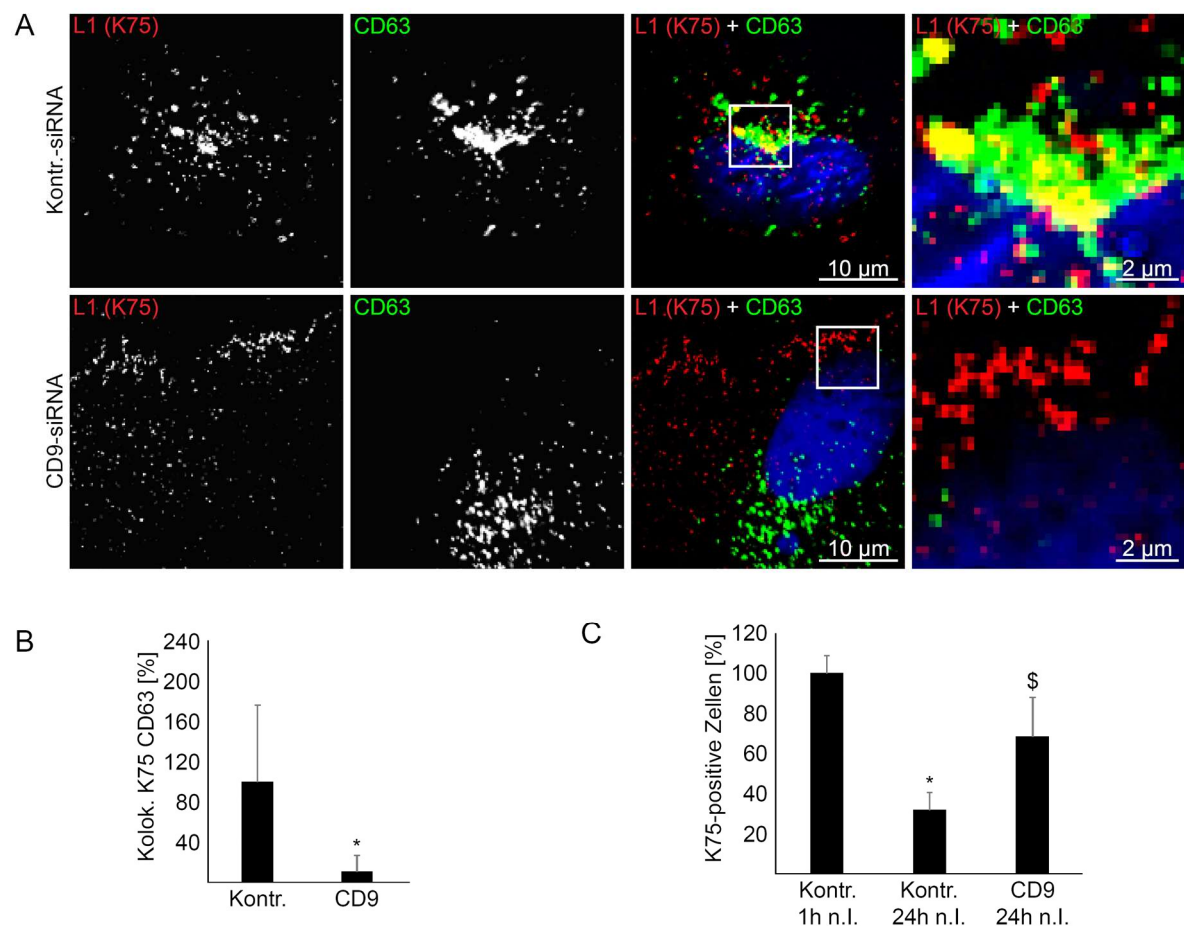 A
L1 (K75)
CD63
L1 (K75) + CD63
L1 (K75) + CD63
Kontr.-siRNA
10 µm
2 µm
L1 (K75)
CD63
L1 (K75) + CD63
L1 (K75) + CD63
CD9-siRNA
10 µm
2 µm
B
Kolok. K75 CD63 [%]
240
200
160
120
80
40
*
Kontr.
CD9
C
K75-positive Zellen [%]
120
100
80
60
40
20
*
$
Kontr.
1h n.I.
Kontr.
24h n.I.
CD9
24h n.I.